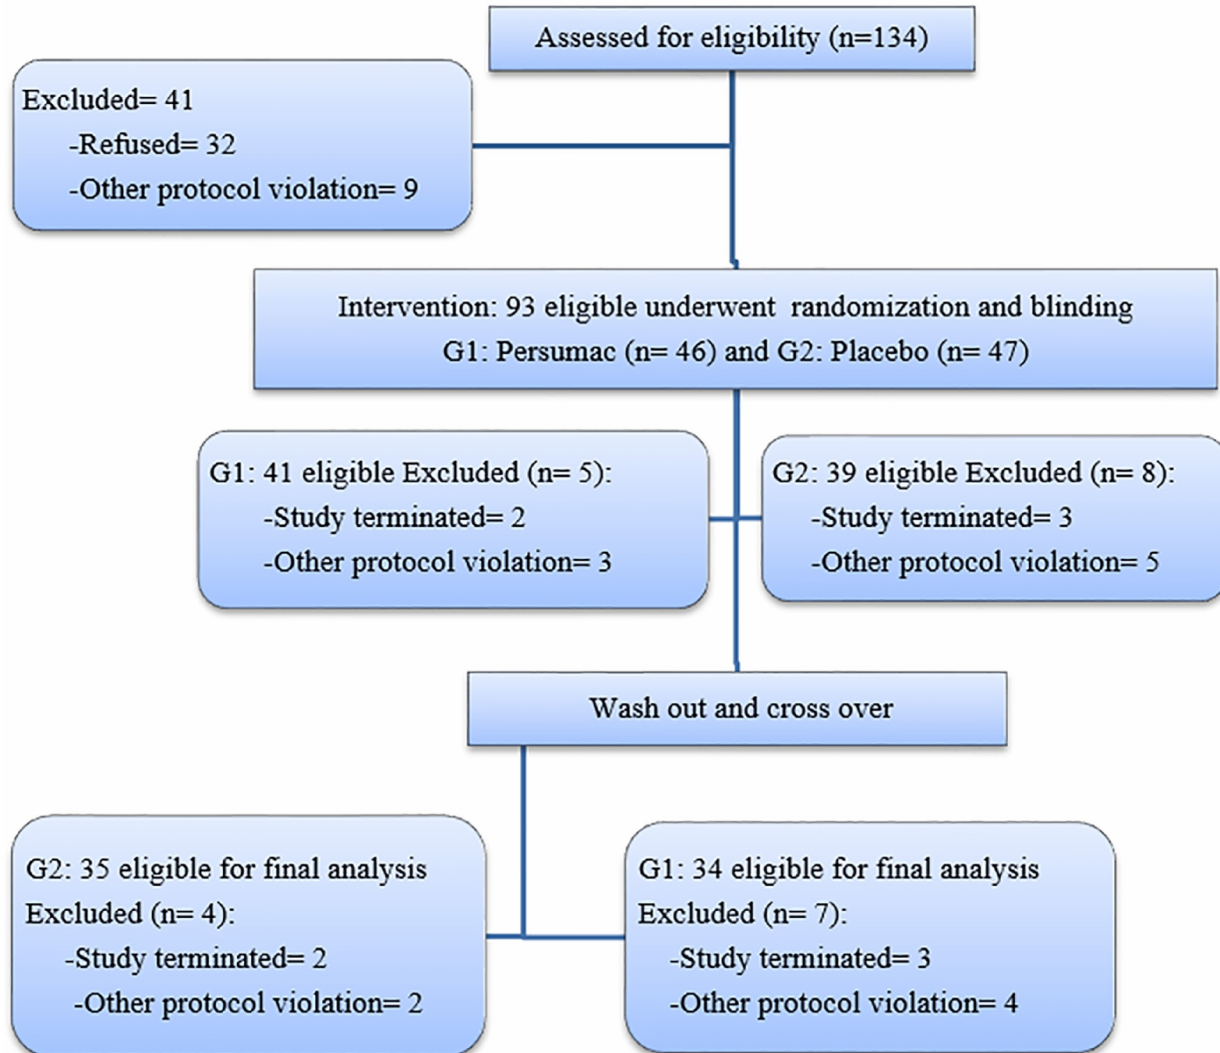 Assessed for eligibility (n=134)
Excluded= 41
-Refused= 32
-Other protocol violation= 9
Intervention: 93 eligible underwent randomization and blinding
G1: Persumac (n= 46) and G2: Placebo (n= 47)
G1: 41 eligible Excluded (n= 5):
-Study terminated= 2
-Other protocol violation= 3
G2: 39 eligible Excluded (n= 8):
-Study terminated= 3
-Other protocol violation= 5
Wash out and cross over
G2: 35 eligible for final analysis
Excluded (n= 4):
-Study terminated= 2
-Other protocol violation= 2
G1: 34 eligible for final analysis
Excluded (n= 7):
-Study terminated= 3
-Other protocol violation= 4